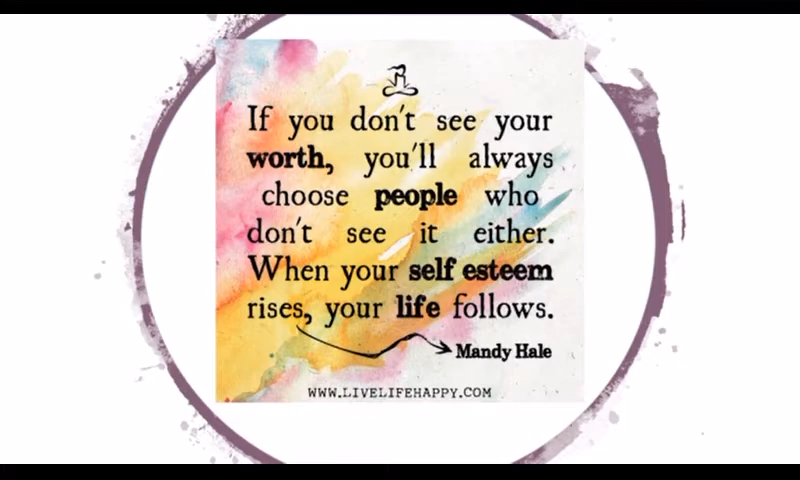 If you don't see your
worth, you'll always
choose people who
don't see it either.
When your self esteem
rises, your life follows.
Mandy Hale
WWW.LIVELIFEHAPPY.COM